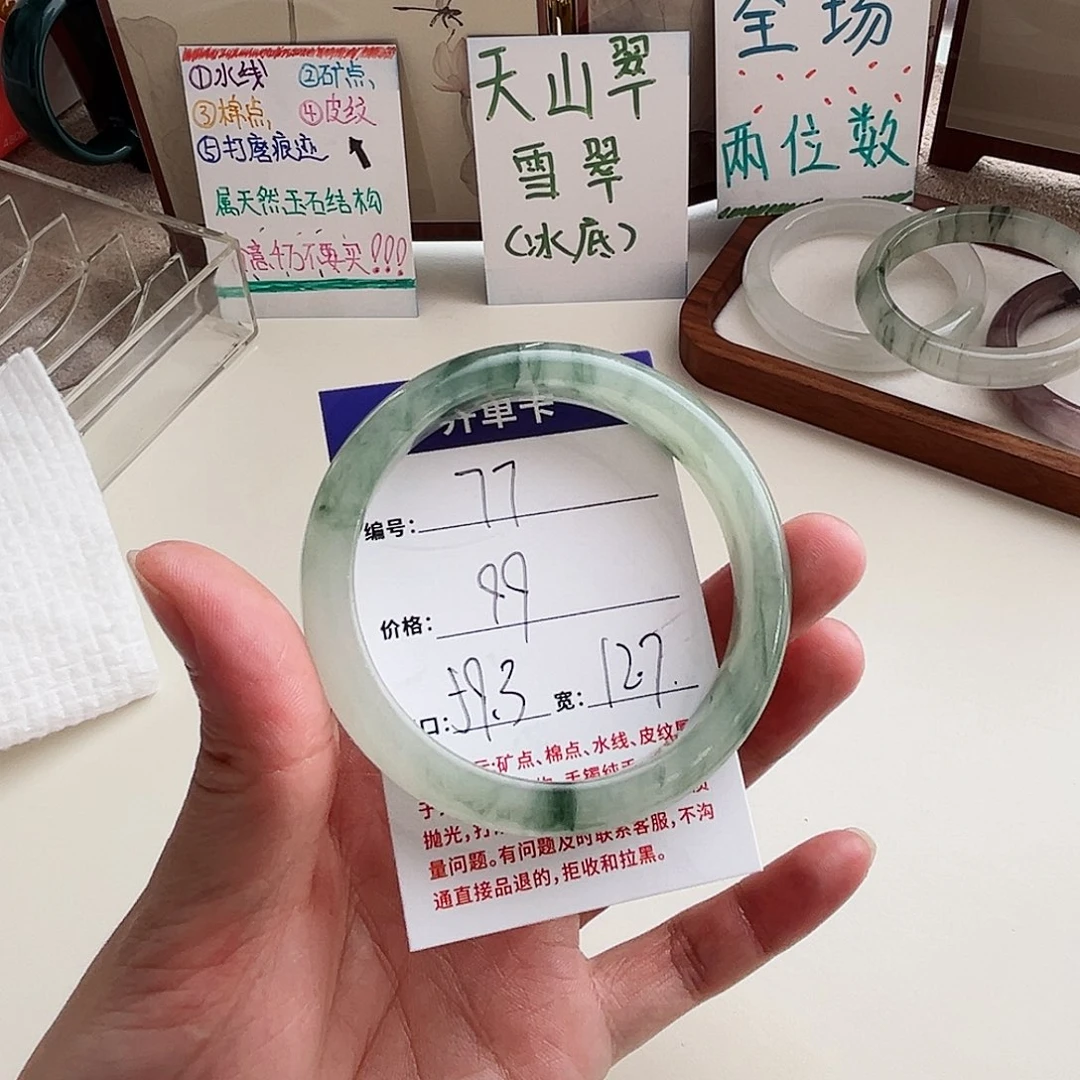 ①水线 ②矿点、
③棉点, ④皮纹
⑤打磨痕迹
属天然玉石结构
不要买!!!
天山翠
雪翠
(冰底)
全场
两位数
开单卡
77
编号:
99
价格:
口:59.3 宽:12.7.
:矿点、棉点、水线、皮纹属
抛光,打
量问题。有问题及时联系客服,不沟
通直接品退的,拒收和拉黑。